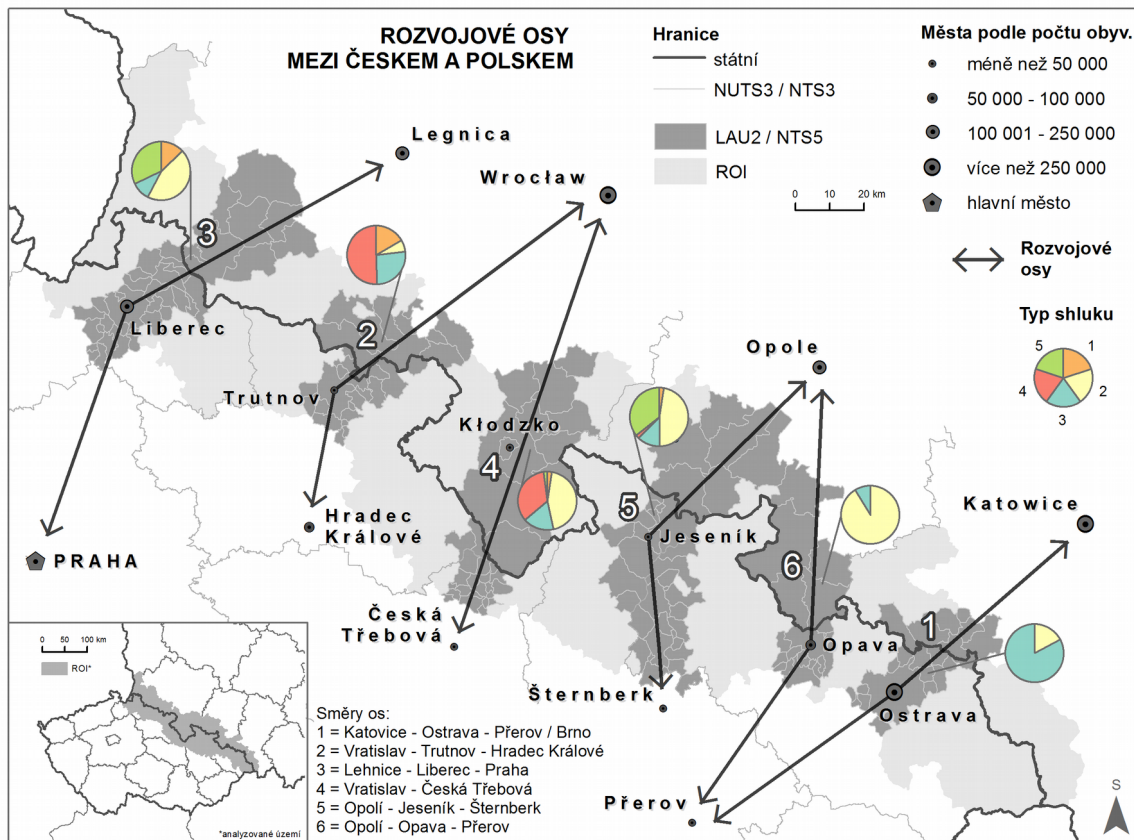 ROZVOJOVÉ OSY
MEZI ČESKEM A POLSKEM
Hranice
státní
NUTS3 / NTS3
LAU2 / NTS5
ROI
0 10 20 km
Města podle počtu obyv.
méně než 50 000
50 000 - 100 000
100 001 - 250 000
více než 250 000
hlavní město
Rozvojové
osy
Typ shluku
5 1
4 2
3
Legnica
Wrocław
3
Liberec
2
Trutnov
Opole
Kłodzko
4
5
Jeseník
Katowice
Hradec
Králové
PRAHA
6
Česká
Třebová
1
Opava
Šternberk
Ostrava
Přerov
S
0 50 100 km
ROI*
*analyzované území
Směry os:
1 = Katovice - Ostrava - Přerov / Brno
2 = Vratislav - Trutnov - Hradec Králové
3 = Lehnice - Liberec - Praha
4 = Vratislav - Česká Třebová
5 = Opolí - Jeseník - Šternberk
6 = Opolí - Opava - Přerov